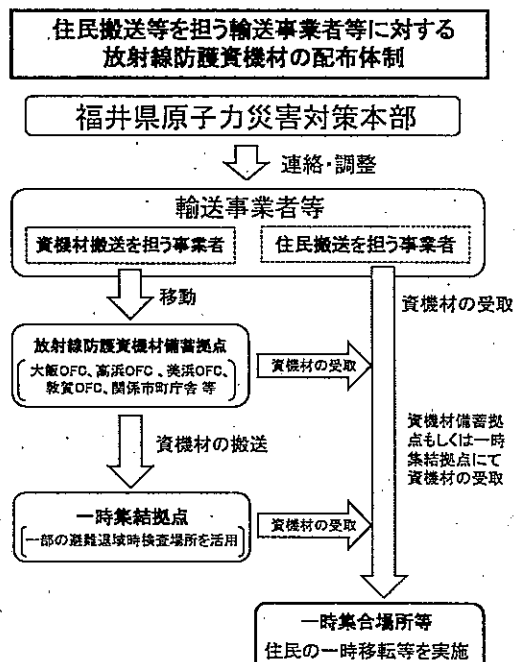 住民搬送等を担う輸送事業者等に対する
放射線防護資機材の配布体制
福井県原子力災害対策本部
連絡・調整
輸送事業者等
資機材搬送を担う事業者
住民搬送を担う事業者
移動
資機材の受取
放射線防護資機材備蓄拠点
大飯OFC、高浜OFC、美浜OFC、
敦賀OFC、関係市町庁舎 等
資機材の受取
資機材の搬送
資機材備蓄拠
点もしくは一時
集結拠点にて
資機材の受取
一時集結拠点
一部の避難退域時検査場所を活用
資機材の受取
一時集合場所等
住民の一時移転等を実施